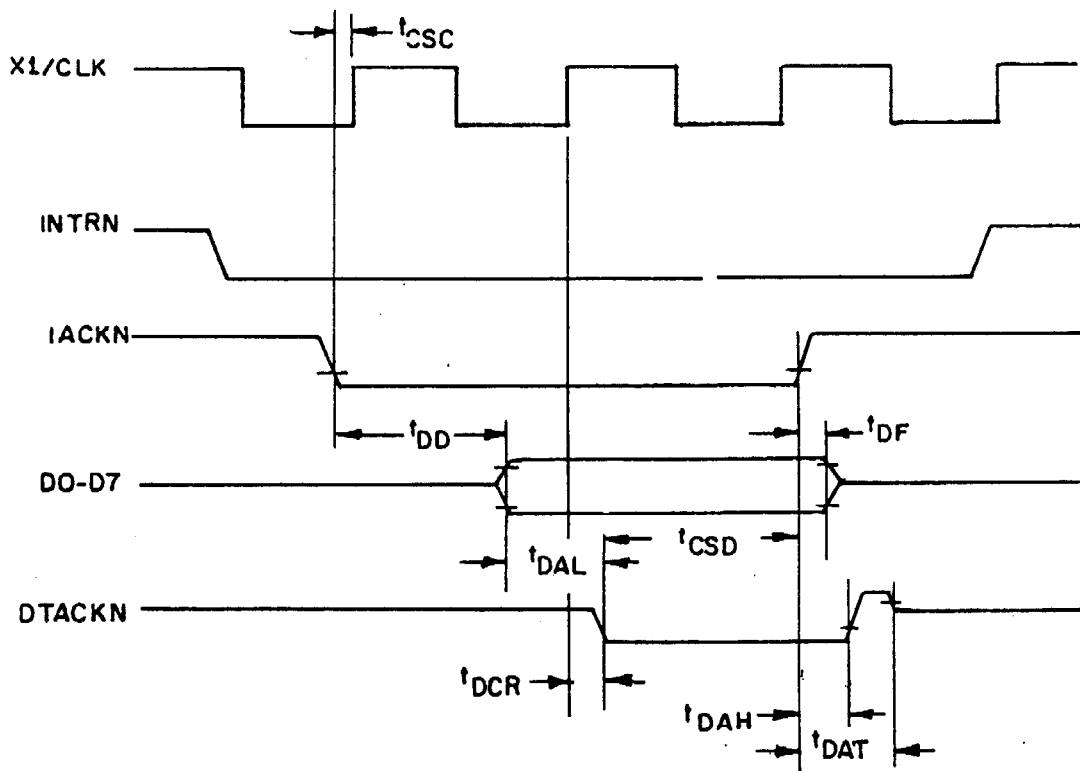 tCSC
X1/CLK
INTRN
IACKN
tDD
tDF
D0-D7
tCSD
tDAL
DTACKN
tDCR
tDAH
tDAT